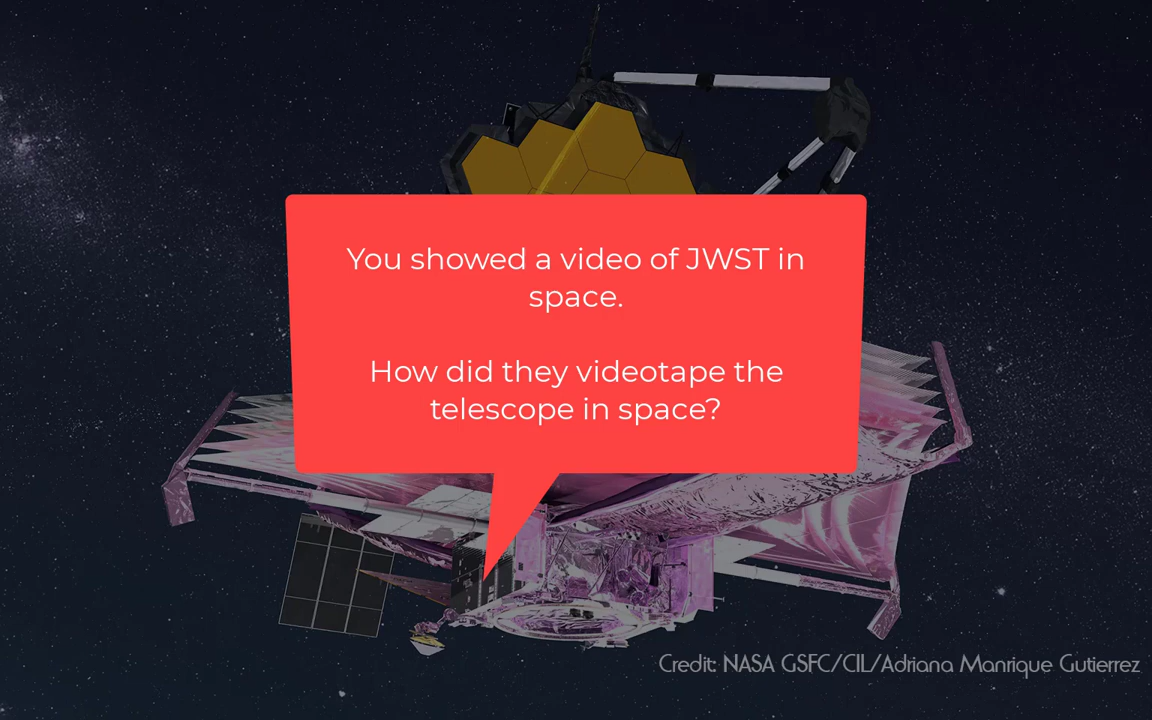 You showed a video of JWST in
space.
How did they videotape the
telescope in space?
Credit: NASA GSFC/CIL/Adriana Manrique Gutierrez